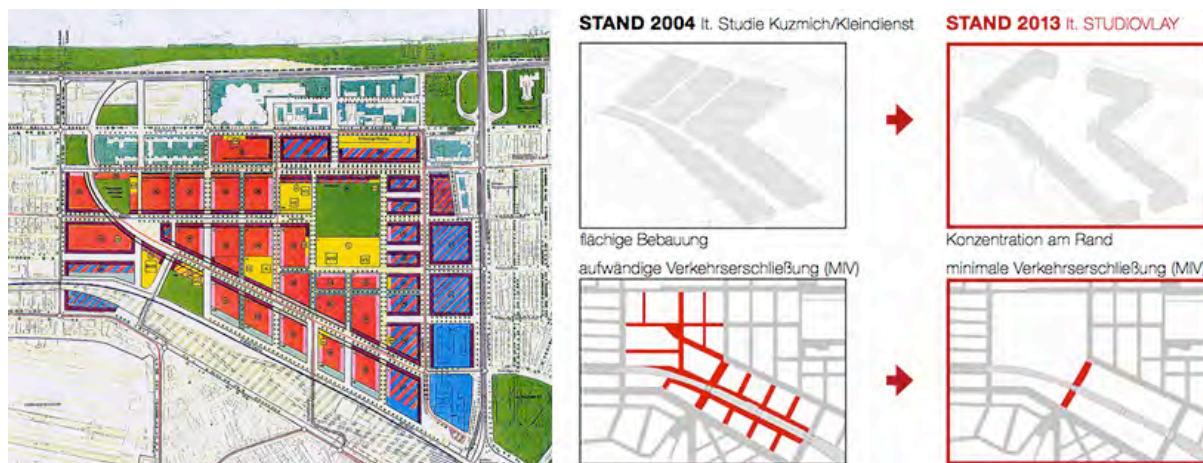 STAND 2004 lt. Studie Kuzmich/Kleindienst
STAND 2013 lt. STUDIOVLAY
flächige Bebauung
Konzentration am Rand
aufwändige Verkehrserschließung (MIV)
minimale Verkehrserschließung (MIV)